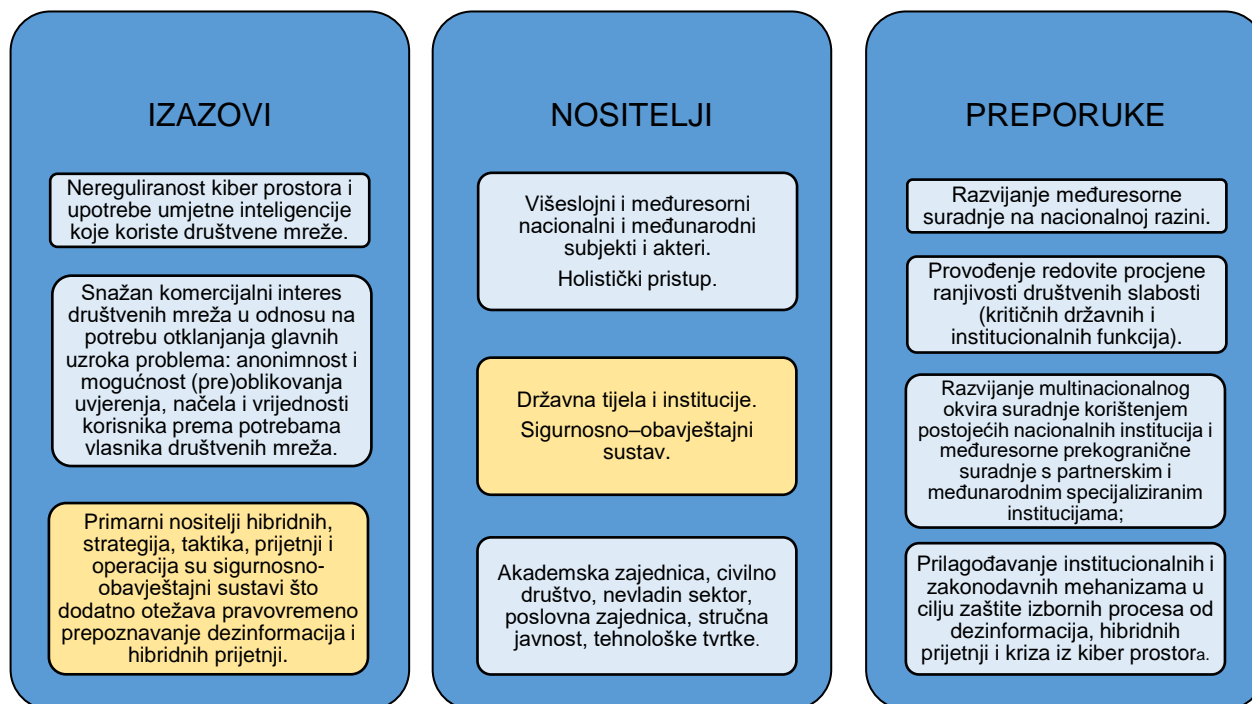 IZAZOVI
Nereguliranost kiber prostora i
upotrebe umjetne inteligencije
koje koriste društvene mreže.
Snažan komercijalni interes
društvenih mreža u odnosu na
potrebu otklanjanja glavnih
uzroka problema: anonimnost i
mogućnost (pre)oblikovanja
uvjerenja, načela i vrijednosti
korisnika prema potrebama
vlasnika društvenih mreža.
Primarni nositelji hibridnih,
strategija, taktika, prijetnji i
operacija su sigurnosno-
obavještajni sustavi što
dodatno otežava pravovremeno
prepoznavanje dezinformacija i
hibridnih prijetnji.
NOSITELJI
Višeslojni i međuresorni
nacionalni i međunarodni
subjekti i akteri.
Holistički pristup.
Državna tijela i institucije.
Sigurnosno–obavještajni
sustav.
Akademska zajednica, civilno
društvo, nevladin sektor,
poslovna zajednica, stručna
javnost, tehnološke tvrtke.
PREPORUKE
Razvijanje međuresorne
suradnje na nacionalnoj razini.
Provođenje redovite procjene
ranjivosti društvenih slabosti
(kritičnih državnih i
institucionalnih funkcija).
Razvijanje multinacionalnog
okvira suradnje korištenjem
postojećih nacionalnih institucija i
međuresorne prekogranične
suradnje s partnerskim i
međunarodnim specijaliziranim
institucijama;
Prilagođavanje institucionalnih i
zakonodavnih mehanizama u
cilju zaštite izbornih procesa od
dezinformacija, hibridnih
prijetnji i kriza iz kiber prostora.